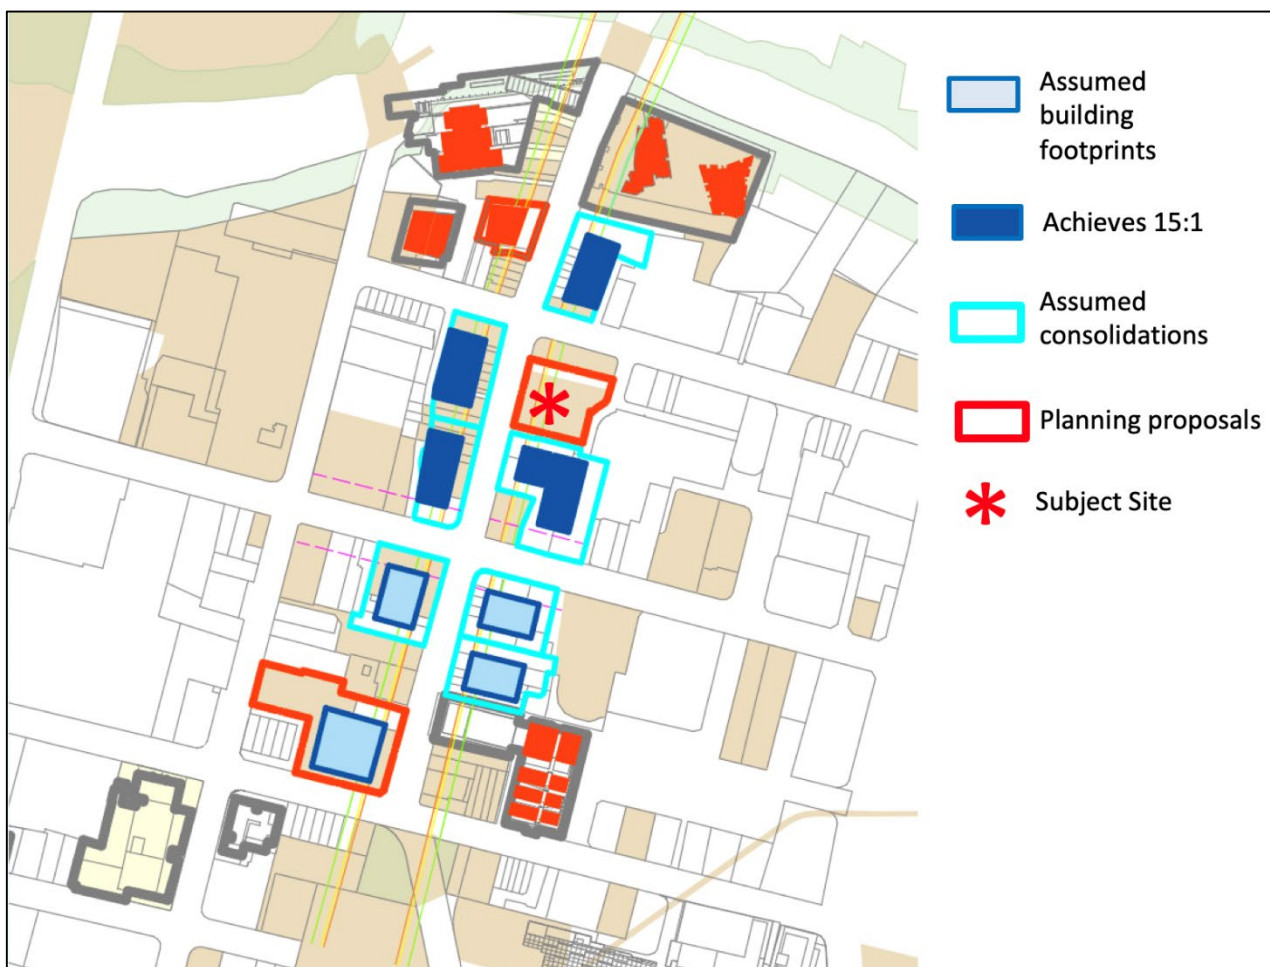 Assumed
building
footprints
Achieves 15:1
Assumed
consolidations
Planning proposals
Subject Site